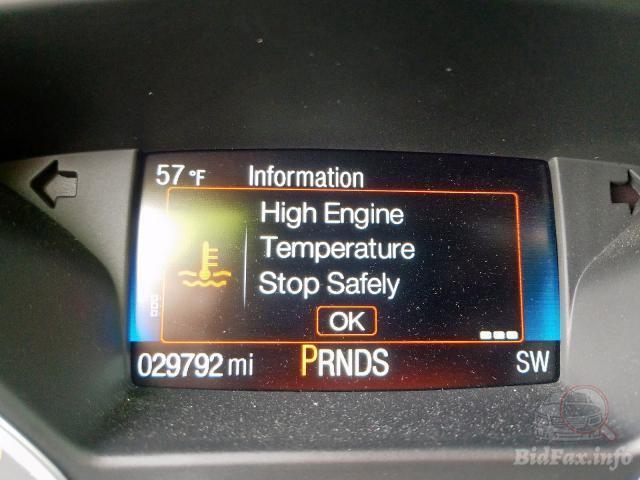 57 °F Information
High Engine
Temperature
Stop Safely
OK
029792 mi PRNDS SW
BidFax.info